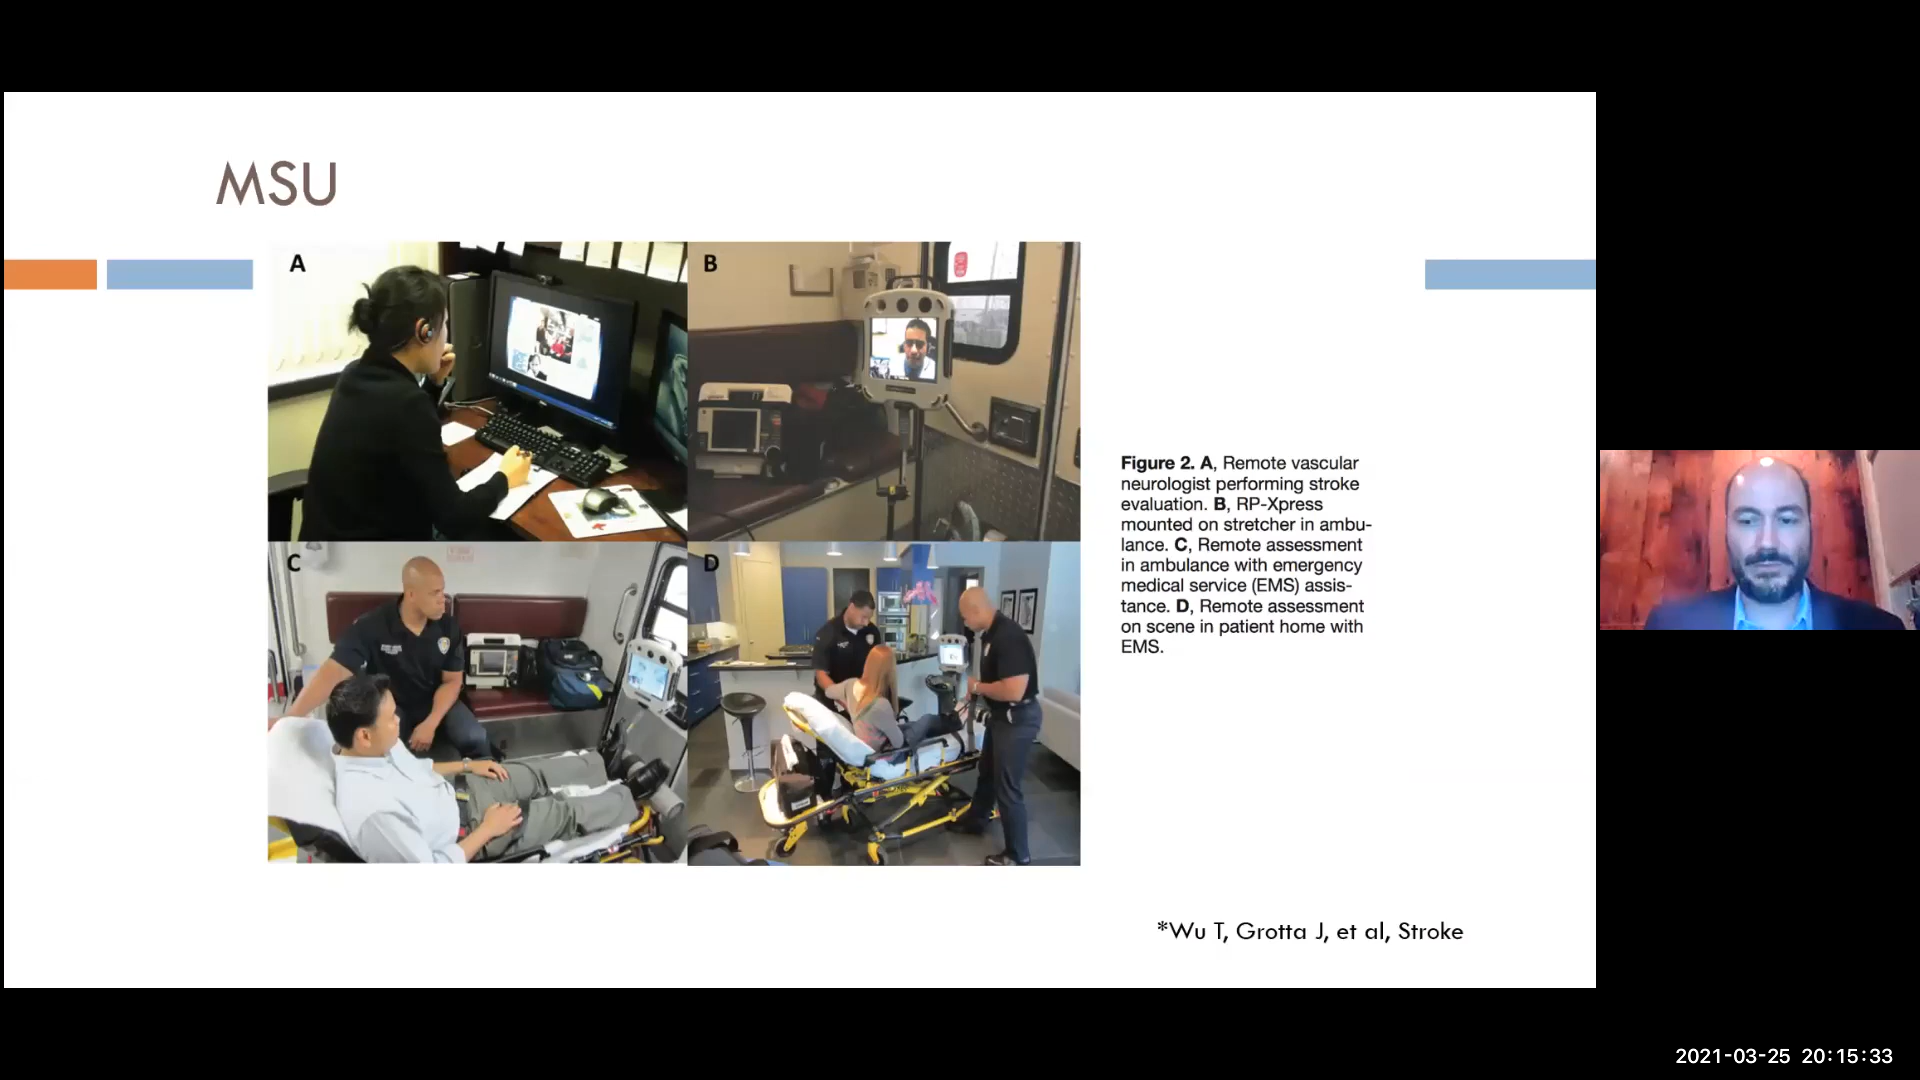 MSU
A
B
C
D
Figure 2. A, Remote vascular
neurologist performing stroke
evaluation. B, RP-Xpress
mounted on stretcher in ambu-
lance. C, Remote assessment
in ambulance with emergency
medical service (EMS) assis-
tance. D, Remote assessment
on scene in patient home with
EMS.
*Wu T, Grotta J, et al, Stroke
2021-03-25 20:15:33